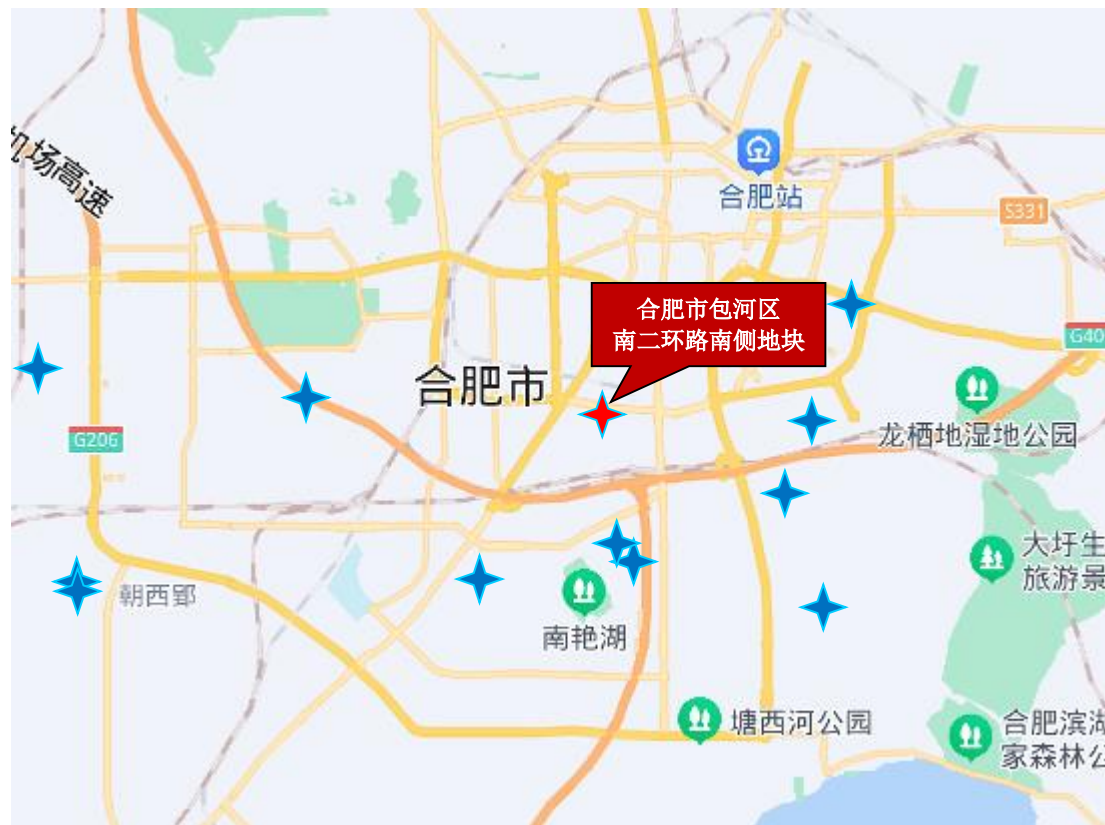 机场高速
合肥站
S331
合肥市包河区
南二环路南侧地块
G40
合肥市
G206
龙栖地湿地公园
大圩生
旅游景
朝西郢
南艳湖
塘西河公园
合肥滨湖
家森林公